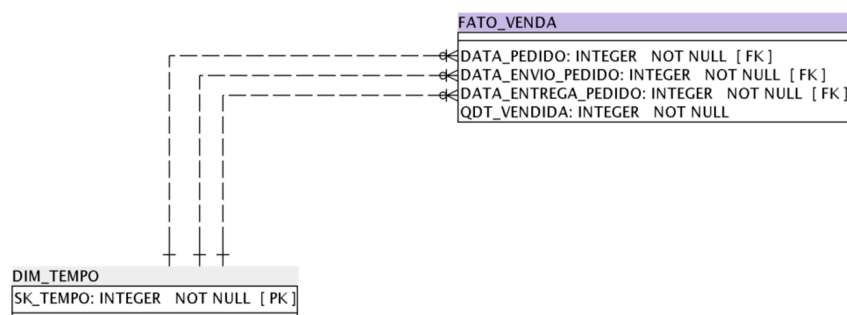 FATO_VENDA
DATA_PEDIDO: INTEGER NOT NULL [ FK ]
DATA_ENVIO_PEDIDO: INTEGER NOT NULL [ FK ]
DATA_ENTREGA_PEDIDO: INTEGER NOT NULL [ FK ]
QDT_VENDIDA: INTEGER NOT NULL
DIM_TEMPO
SK_TEMPO: INTEGER NOT NULL [ PK ]